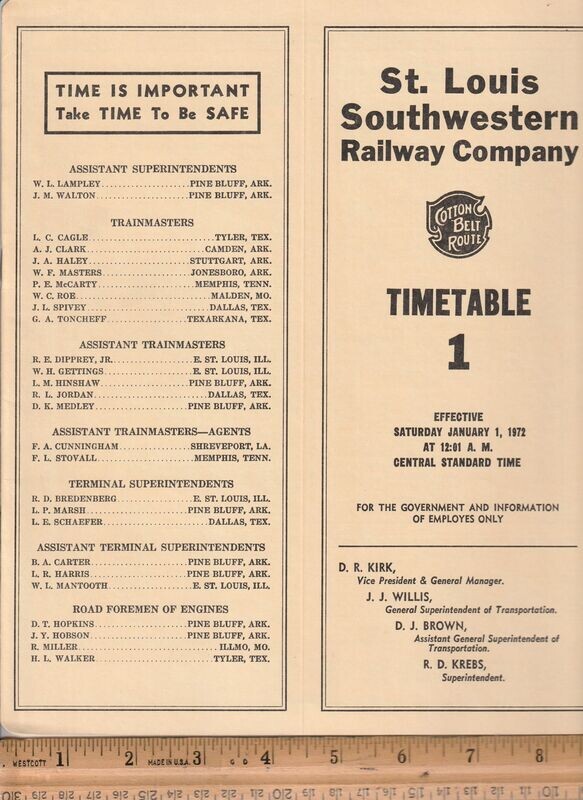 TIME IS IMPORTANT
Take TIME To Be SAFE
ASSISTANT SUPERINTENDENTS
W. L. LAMPLEY....................PINE BLUFF, ARK.
J. M. WALTON.....................PINE BLUFF, ARK.
TRAINMASTERS
L. C. CAGLE............................TYLER, TEX.
A. J. CLARK..........................CAMDEN, ARK.
J. A. HALEY.......................STUTTGART, ARK.
W. F. MASTERS...................JONESBORO, ARK.
P. E. McCARTY....................MEMPHIS, TENN.
W. C. ROE............................MALDEN, MO.
J. L. SPIVEY..........................DALLAS, TEX.
G. A. TONCHEFF..................TEXARKANA, TEX.
ASSISTANT TRAINMASTERS
R. E. DIPPREY, JR..................E. ST. LOUIS, ILL.
W. H. GETTINGS....................E. ST. LOUIS, ILL.
L. M. HINSHAW...................PINE BLUFF, ARK.
R. L. JORDAN..........................DALLAS, TEX.
D. K. MEDLEY.....................PINE BLUFF, ARK.
ASSISTANT TRAINMASTERS—AGENTS
F. A. CUNNINGHAM................SHREVEPORT, LA.
F. L. STOVALL......................MEMPHIS, TENN.
TERMINAL SUPERINTENDENTS
R. D. BREDENBERG.................E. ST. LOUIS, ILL.
L. P. MARSH.......................PINE BLUFF, ARK.
L. E. SCHAEFER........................DALLAS, TEX.
ASSISTANT TERMINAL SUPERINTENDENTS
B. A. CARTER......................PINE BLUFF, ARK.
L. R. HARRIS......................PINE BLUFF, ARK.
W. L. MANTOOTH...................E. ST. LOUIS, ILL.
ROAD FOREMEN OF ENGINES
D. T. HOPKINS.....................PINE BLUFF, ARK.
J. Y. HOBSON......................PINE BLUFF, ARK.
R. MILLER..............................ILLMO, MO.
H. L. WALKER...........................TYLER, TEX.
St. Louis
Southwestern
Railway Company
COTTON
BELT
ROUTE
TIMETABLE
1
EFFECTIVE
SATURDAY JANUARY 1, 1972
AT 12:01 A. M.
CENTRAL STANDARD TIME
FOR THE GOVERNMENT AND INFORMATION
OF EMPLOYES ONLY
D. R. KIRK,
Vice President & General Manager.
J. J. WILLIS,
General Superintendent of Transportation.
D. J. BROWN,
Assistant General Superintendent of
Transportation.
R. D. KREBS,
Superintendent.
WESTCOTT 1 2 MADE IN U.S.A. 3 4 5 6 7 8